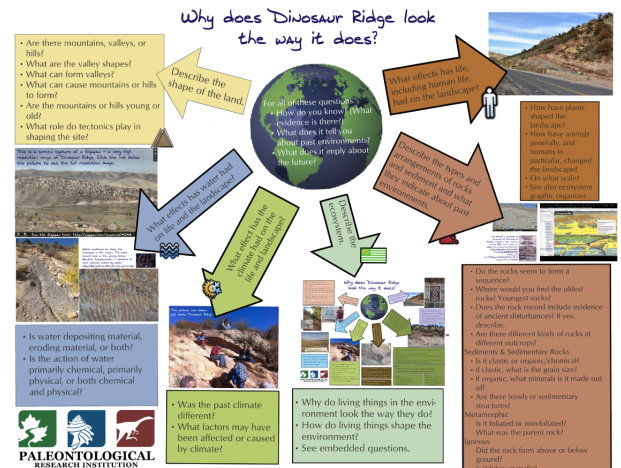 Why does Dinosaur Ridge look
the way it does?
• Are there mountains, valleys, or
hills?
• What are the valley shapes?
• What can form valleys?
• What can cause mountains or hills
to form?
• Are the mountains or hills young or
old?
• What role do tectonics play in
shaping the site?
Describe the
shape of the land.
For all of these questions
• How do you know? (What
evidence is there?)
• What does it tell you
about past environments?
• What does it imply about
the future?
What effects has life,
including human life,
had on the landscape?
• How have plants
shaped the
landscape?
• How have animals
generally, and
humans in
particular, changed
the landscape?
• On what scale?
• See also ecosystem
graphic organizer.
Describe the types and
arrangements of rocks
and sediment and what
they indicate about past
environments.
What effects has water had
on life and the landscape?
What effect has the
climate had on the
life and landscape?
Describe the
ecosystem.
• Is water depositing material,
eroding material, or both?
• Is the action of water
primarily chemical, primarily
physical, or both chemical
and physical?
Why does Dinosaur Ridge
look the way it does?
• Was the past climate
different?
• What factors may have
been affected or caused
by climate?
• Why do living things in the envi-
ronment look the way they do?
• How do living things shape the
environment?
• See embedded questions.
• Do the rocks seem to form a
sequence?
• Where would you find the oldest
rocks? Youngest rocks?
• Does the rock record include evidence
of ancient disturbances? If yes,
describe.
• Are there different kinds of rocks at
different outcrops?
Sediments & Sedimentary Rocks
• Is it clastic or organic/chemical?
• If clastic, what is the grain size?
• If organic, what minerals is it made out
of?
• Are there fossils or sedimentary
structures?
Metamorphic
Is it foliated or non-foliated?
What was the parent rock?
Igneous
Did the rock form above or below
ground?
PALEONTOLOGICAL
RESEARCH INSTITUTION